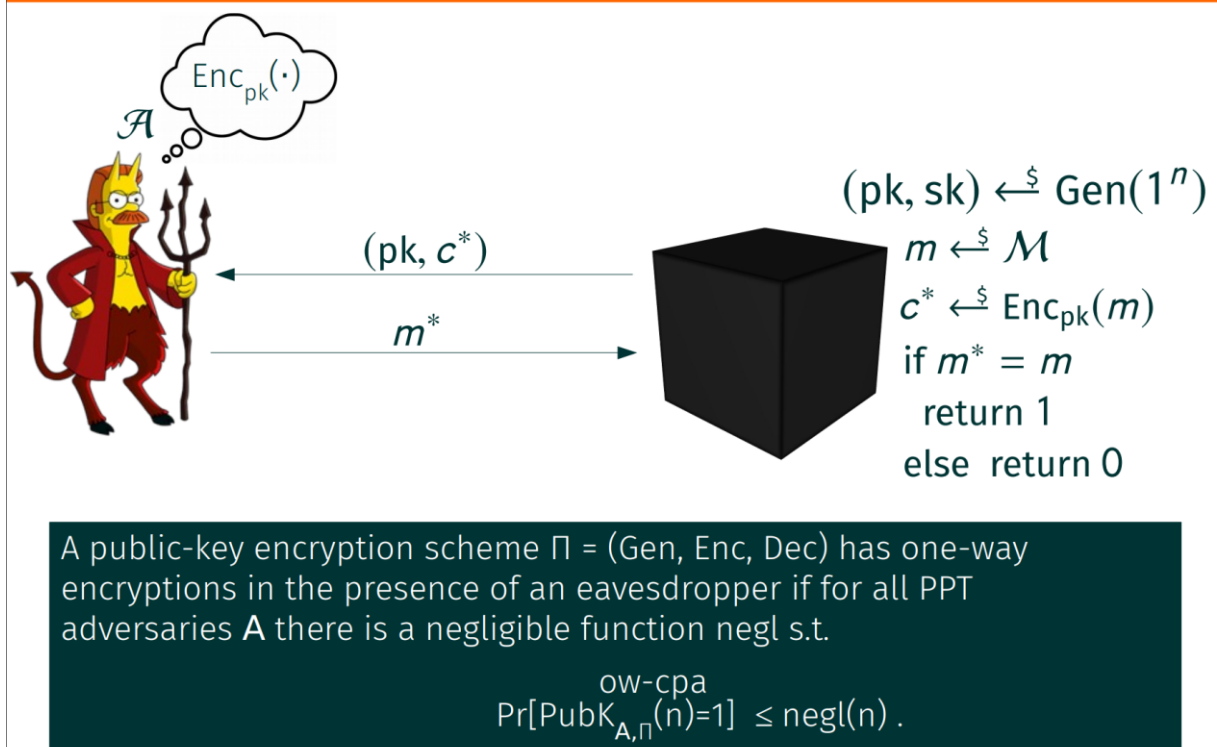 Enc_pk(·)
𝒜
(pk, sk) ←$ Gen(1^n)
(pk, c*)
m ←$ ℳ
c* ←$ Enc_pk(m)
m*
if m* = m
return 1
else return 0
A public-key encryption scheme Π = (Gen, Enc, Dec) has one-way
encryptions in the presence of an eavesdropper if for all PPT
adversaries A there is a negligible function negl s.t.
ow-cpa
Pr[PubK_A,Π(n)=1] ≤ negl(n) .